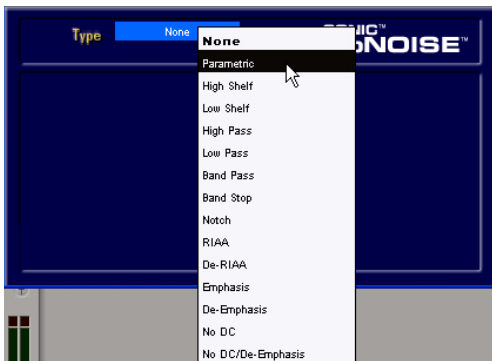 Type
None
None
Parametric
High Shelf
Low Shelf
High Pass
Low Pass
Band Pass
Band Stop
Notch
RIAA
De-RIAA
Emphasis
De-Emphasis
No DC
No DC/De-Emphasis
NOISE™